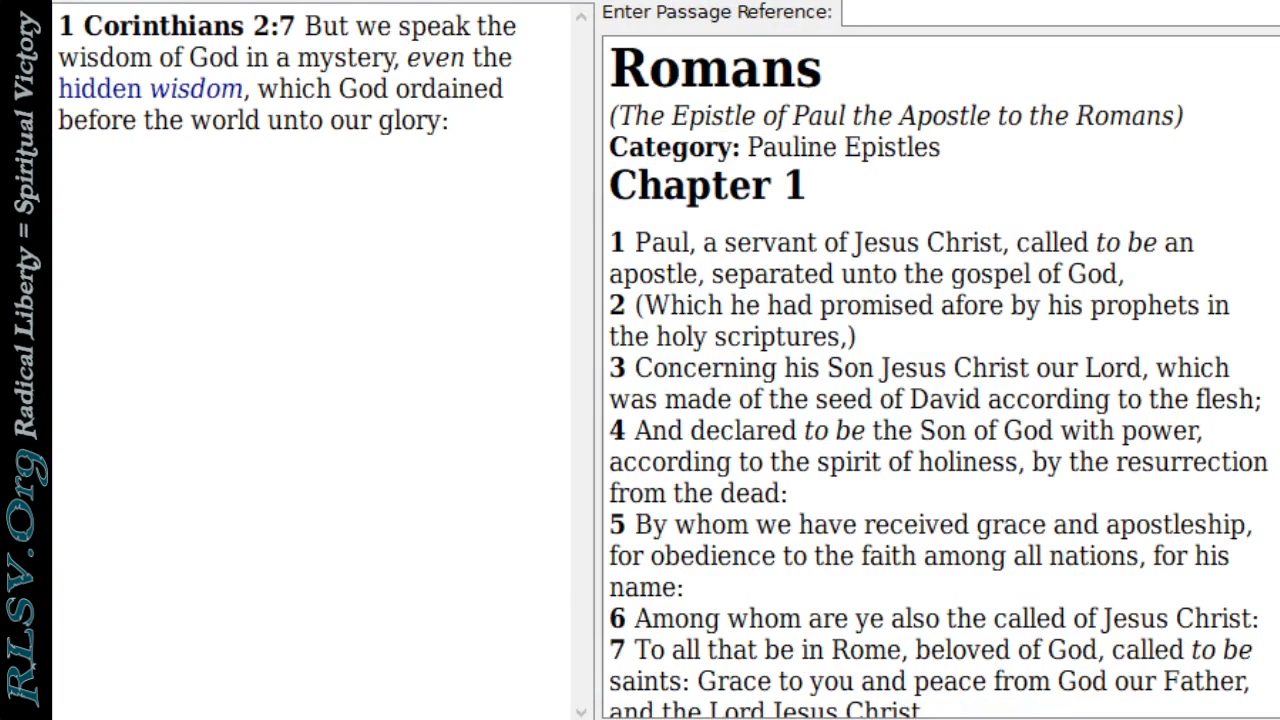 RLSV.Org Radical Liberty = Spiritual Victory
1 Corinthians 2:7 But we speak the
wisdom of God in a mystery, even the
hidden wisdom, which God ordained
before the world unto our glory:
Enter Passage Reference:
Romans
(The Epistle of Paul the Apostle to the Romans)
Category: Pauline Epistles
Chapter 1
1 Paul, a servant of Jesus Christ, called to be an
apostle, separated unto the gospel of God,
2 (Which he had promised afore by his prophets in
the holy scriptures,)
3 Concerning his Son Jesus Christ our Lord, which
was made of the seed of David according to the flesh;
4 And declared to be the Son of God with power,
according to the spirit of holiness, by the resurrection
from the dead:
5 By whom we have received grace and apostleship,
for obedience to the faith among all nations, for his
name:
6 Among whom are ye also the called of Jesus Christ:
7 To all that be in Rome, beloved of God, called to be
saints: Grace to you and peace from God our Father,
and the Lord Jesus Christ